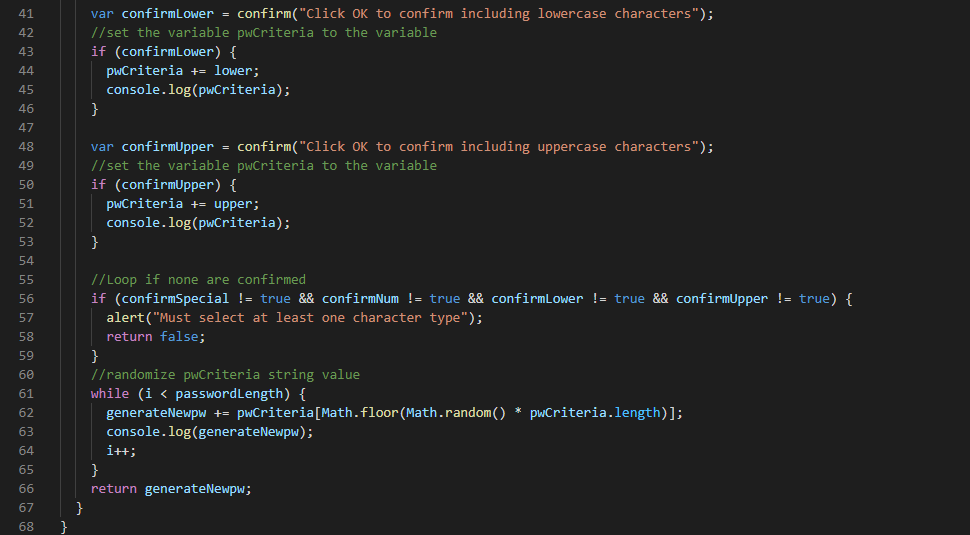 41 var confirmLower = confirm("Click OK to confirm including lowercase characters");
42 //set the variable pwCriteria to the variable
43 if (confirmLower) {
44 pwCriteria += lower;
45 console.log(pwCriteria);
46 }
47
48 var confirmUpper = confirm("Click OK to confirm including uppercase characters");
49 //set the variable pwCriteria to the variable
50 if (confirmUpper) {
51 pwCriteria += upper;
52 console.log(pwCriteria);
53 }
54
55 //Loop if none are confirmed
56 if (confirmSpecial != true && confirmNum != true && confirmLower != true && confirmUpper != true) {
57 alert("Must select at least one character type");
58 return false;
59 }
60 //randomize pwCriteria string value
61 while (i < passwordLength) {
62 generateNewpw += pwCriteria[Math.floor(Math.random() * pwCriteria.length)];
63 console.log(generateNewpw);
64 i++;
65 }
66 return generateNewpw;
67 }
68 }